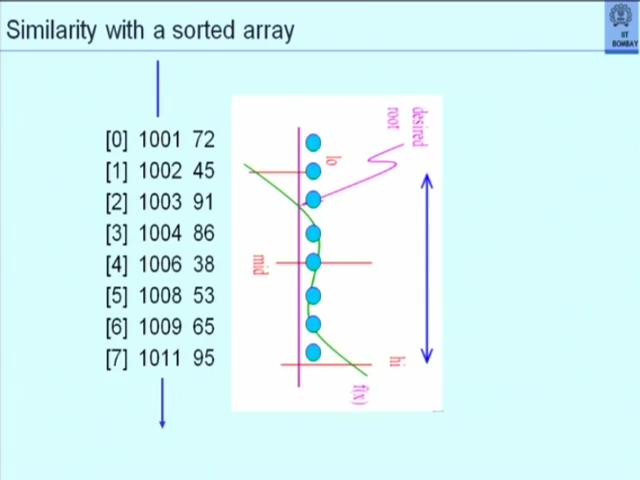 Similarity with a sorted array
IIT
BOMBAY
[0] 1001 72
[1] 1002 45
[2] 1003 91
[3] 1004 86
[4] 1006 38
[5] 1008 53
[6] 1009 65
[7] 1011 95
desired
root
lo
mid
hi
f(x)